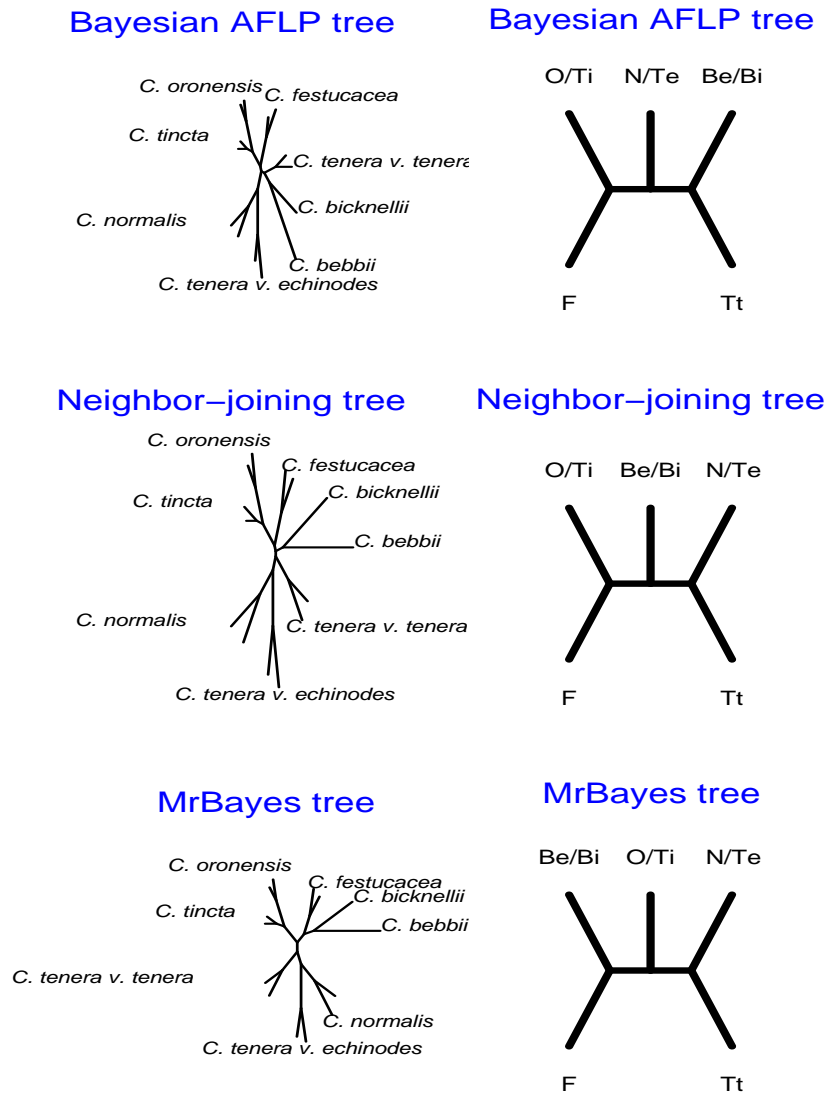 Bayesian AFLP tree
C. oronensis
C. festucacea
C. tincta
C. tenera v. tenera
C. bicknellii
C. normalis
C. bebbii
C. tenera v. echinodes
Bayesian AFLP tree
O/Ti N/Te Be/Bi
F Tt
Neighbor–joining tree
C. oronensis
C. festucacea
C. bicknellii
C. tincta
C. bebbii
C. normalis
C. tenera v. tenera
C. tenera v. echinodes
Neighbor–joining tree
O/Ti Be/Bi N/Te
F Tt
MrBayes tree
C. oronensis
C. festucacea
C. bicknellii
C. tincta
C. bebbii
C. tenera v. tenera
C. normalis
C. tenera v. echinodes
MrBayes tree
Be/Bi O/Ti N/Te
F Tt